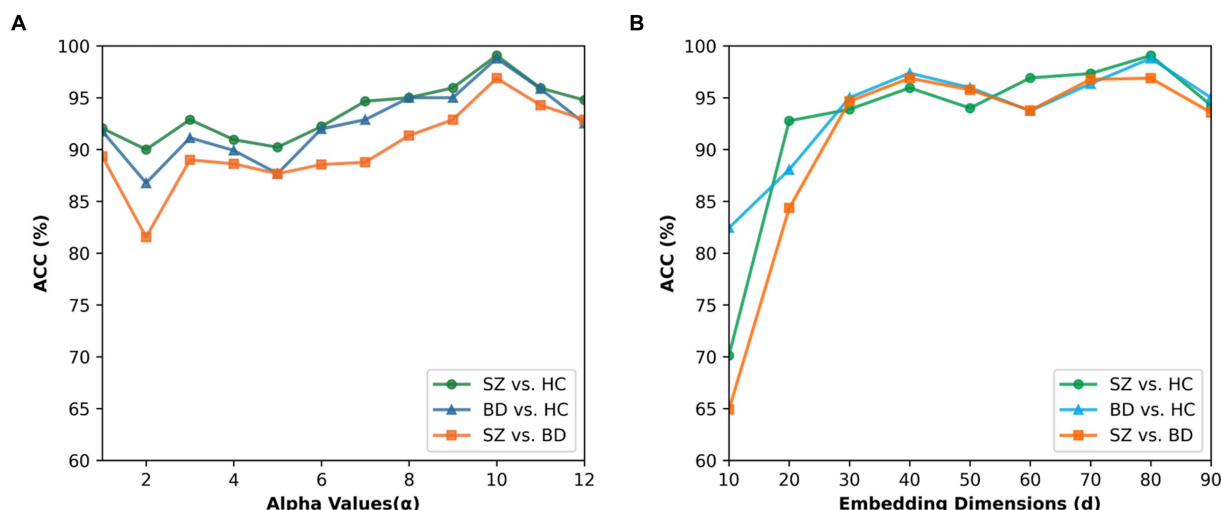 A
100
95
90
85
80
75
70
65
60
ACC (%)
SZ vs. HC
BD vs. HC
SZ vs. BD
2 4 6 8 10 12
Alpha Values(α)
B
100
95
90
85
80
75
70
65
60
ACC (%)
SZ vs. HC
BD vs. HC
SZ vs. BD
10 20 30 40 50 60 70 80 90
Embedding Dimensions (d)